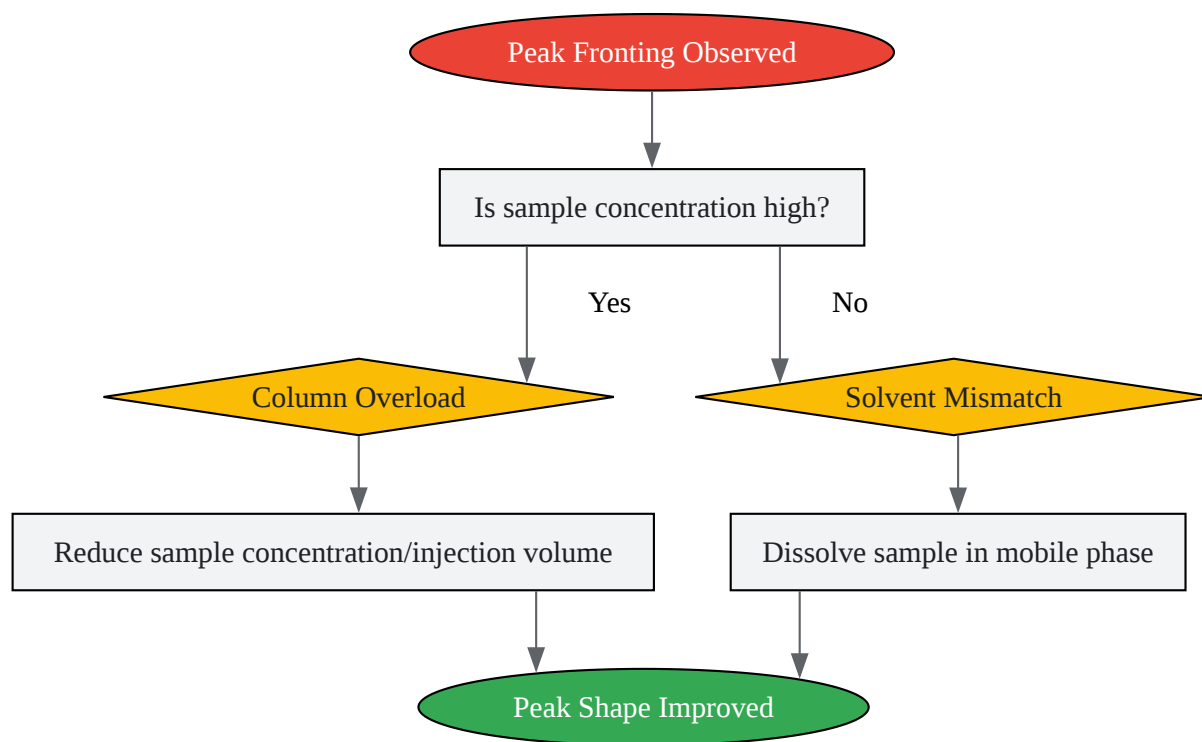 Peak Fronting Observed
Is sample concentration high?
Yes
No
Column Overload
Solvent Mismatch
Reduce sample concentration/injection volume
Dissolve sample in mobile phase
Peak Shape Improved